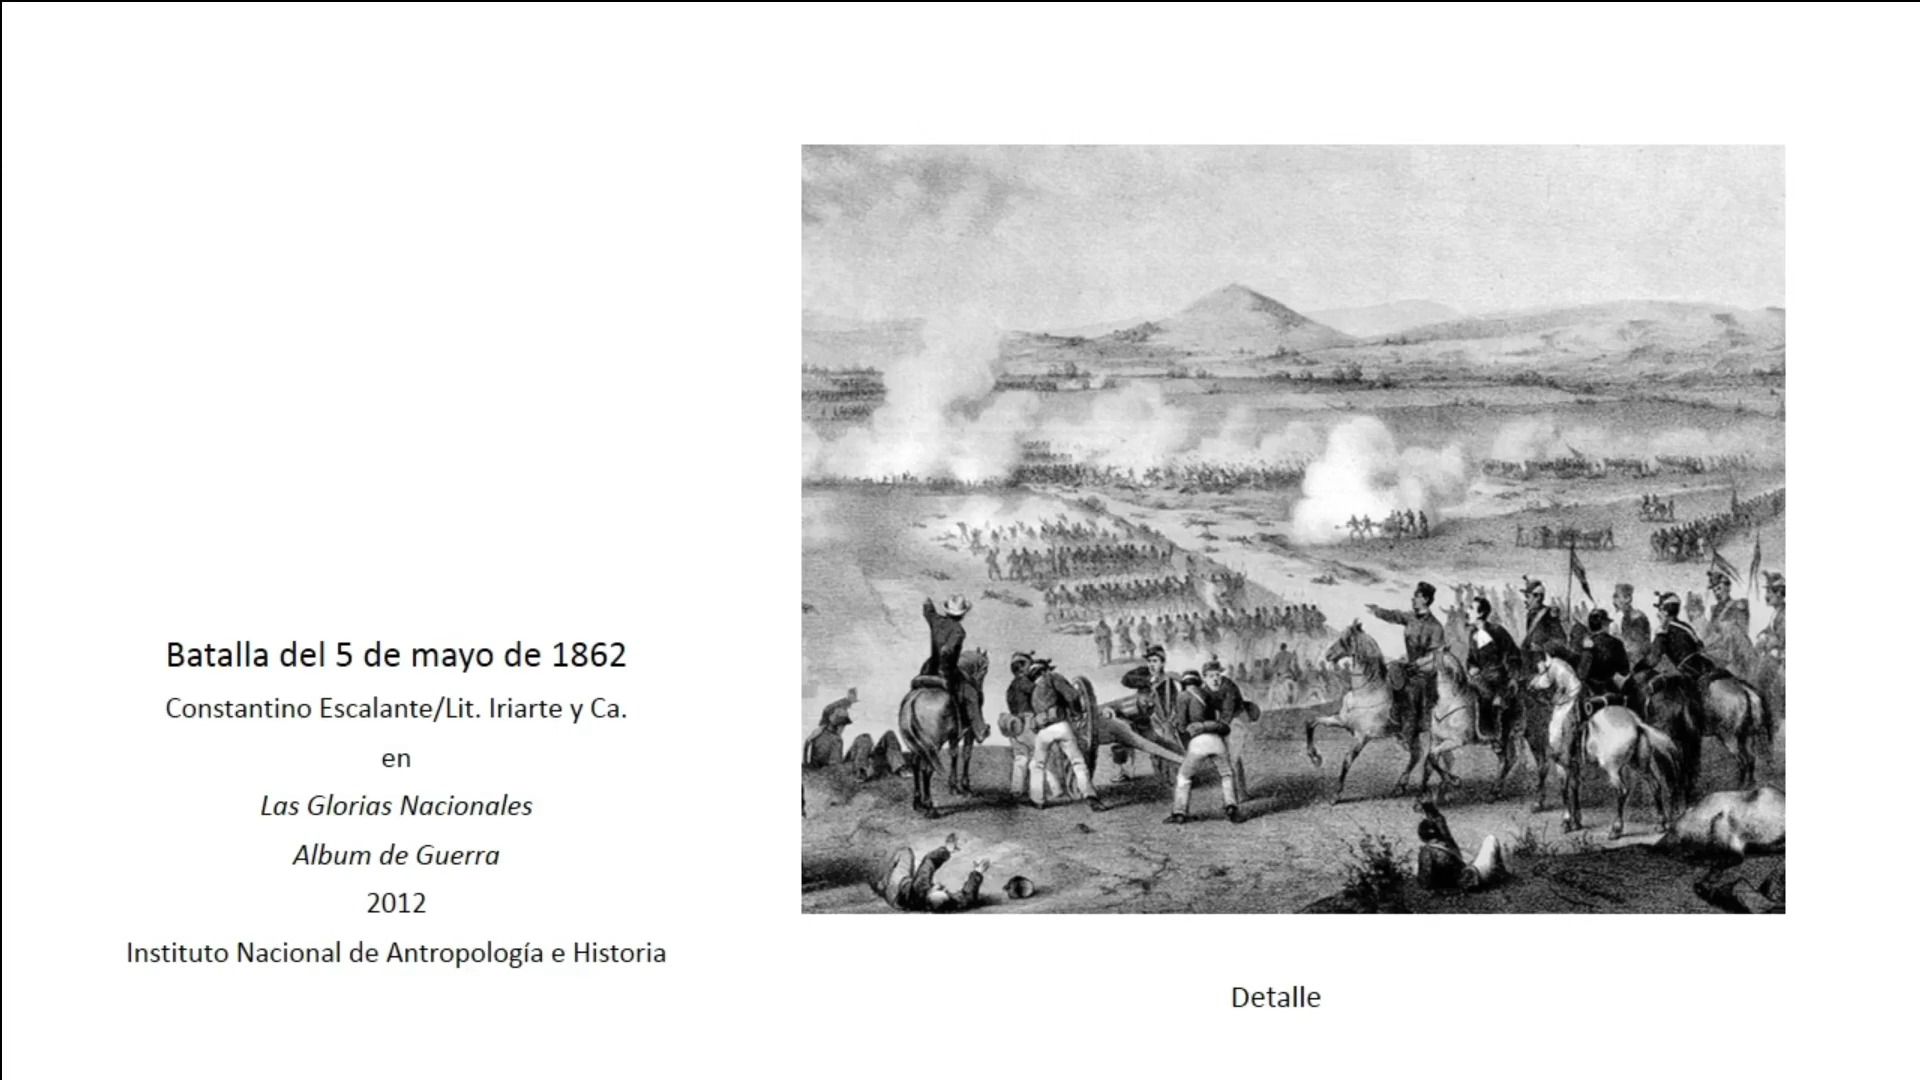 Batalla del 5 de mayo de 1862
Constantino Escalante/Lit. Iriarte y Ca.
en
Las Glorias Nacionales
Album de Guerra
2012
Instituto Nacional de Antropología e Historia
Detalle